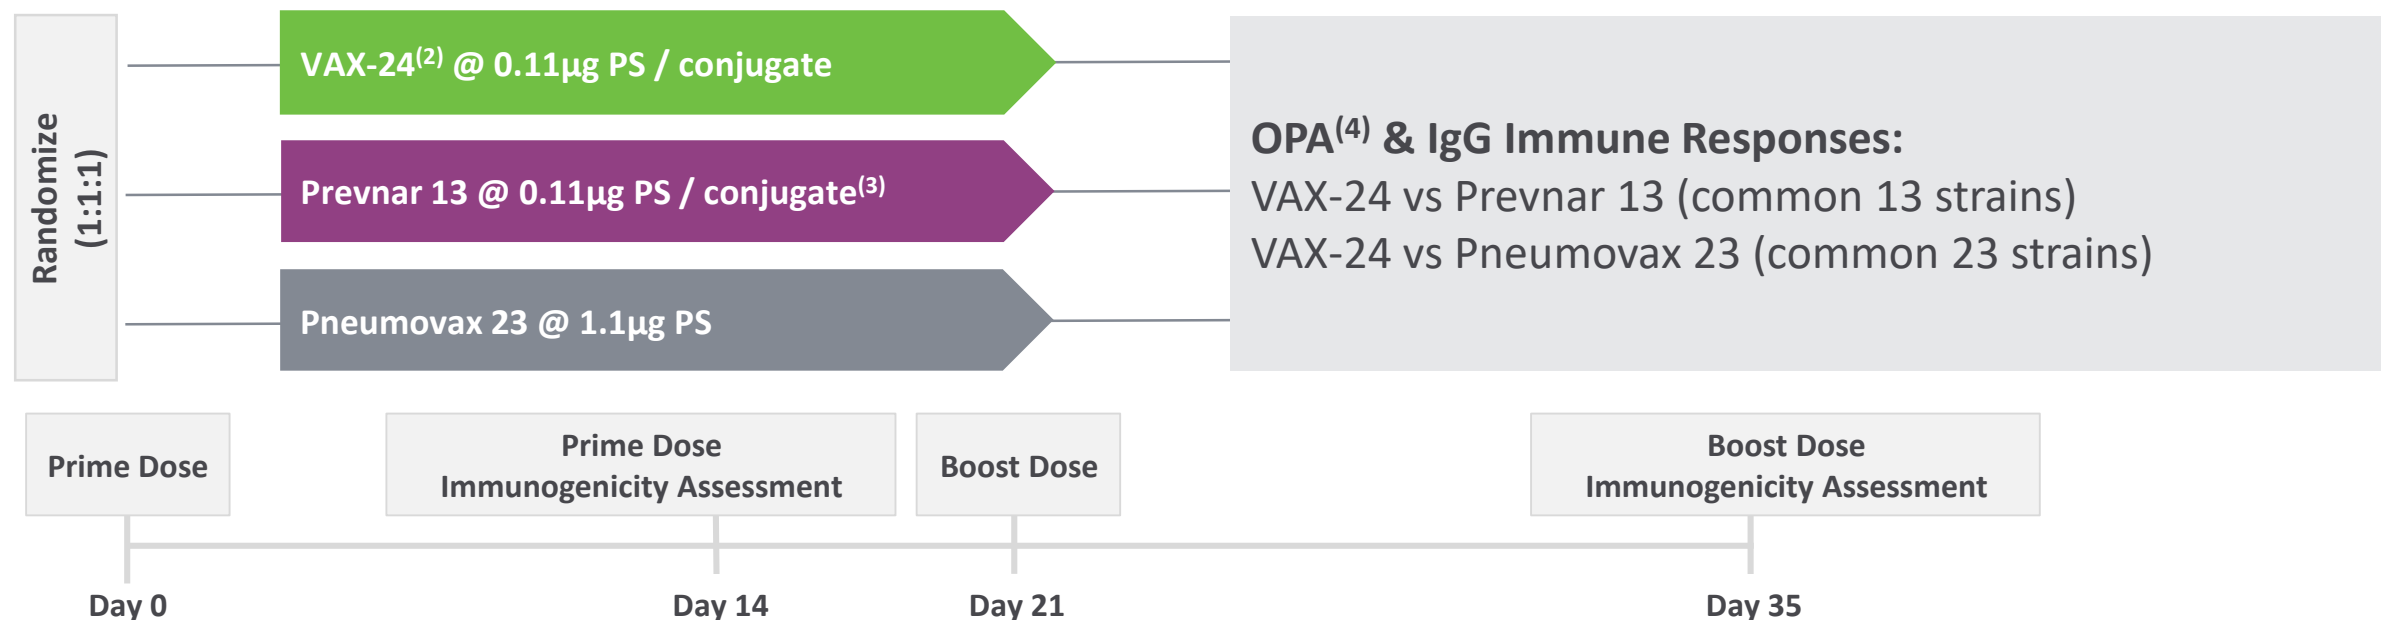 Randomize
(1:1:1)
VAX-24(2) @ 0.11µg PS / conjugate
Prevnar 13 @ 0.11µg PS / conjugate(3)
Pneumovax 23 @ 1.1µg PS
OPA(4) & IgG Immune Responses:
VAX-24 vs Prevnar 13 (common 13 strains)
VAX-24 vs Pneumovax 23 (common 23 strains)
Prime Dose
Prime Dose
Immunogenicity Assessment
Boost Dose
Boost Dose
Immunogenicity Assessment
Day 0
Day 14
Day 21
Day 35